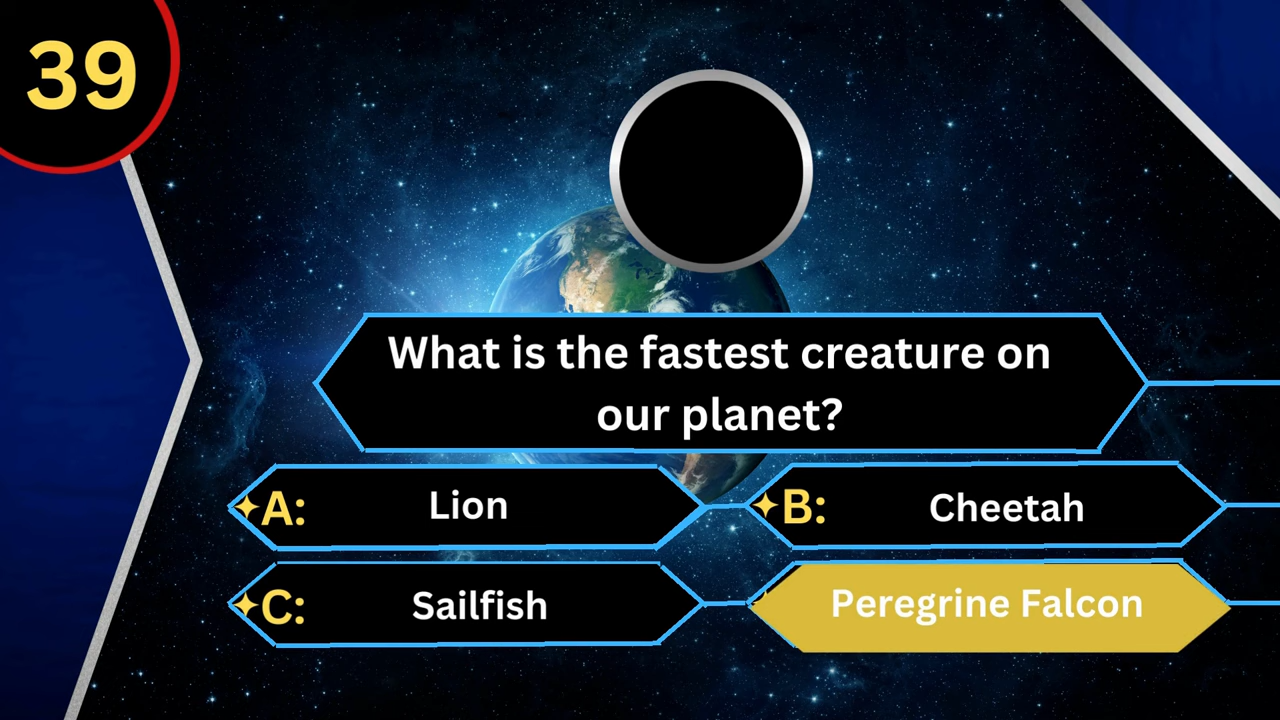 39
What is the fastest creature on
our planet?
A: Lion
B: Cheetah
C: Sailfish
Peregrine Falcon